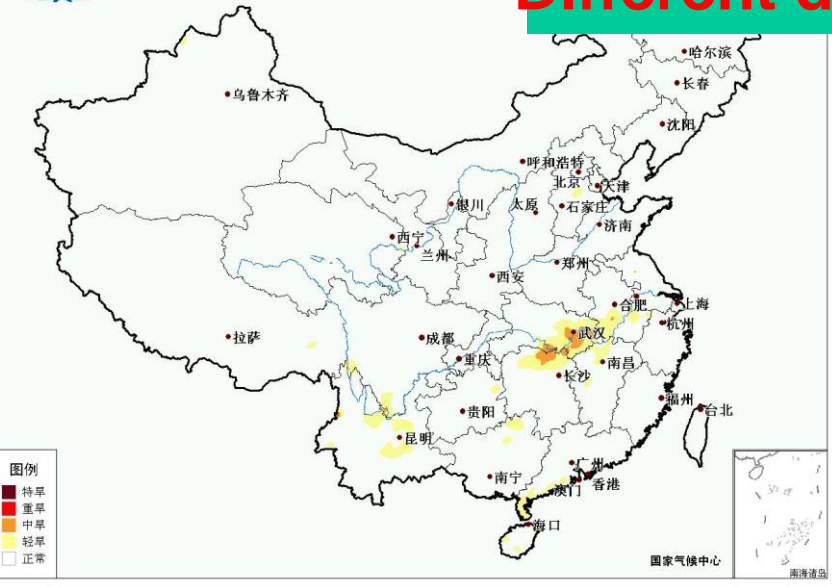 Different d
哈尔滨
长春
乌鲁木齐
沈阳
呼和浩特
北京
天津
银川
太原
石家庄
济南
西宁
兰州
郑州
西安
合肥
上海
武汉
杭州
拉萨
成都
重庆
南昌
长沙
福州
贵阳
台北
昆明
广州
南宁
澳门
香港
海口
图例
特旱
重旱
中旱
轻旱
正常
国家气候中心
南海诸岛